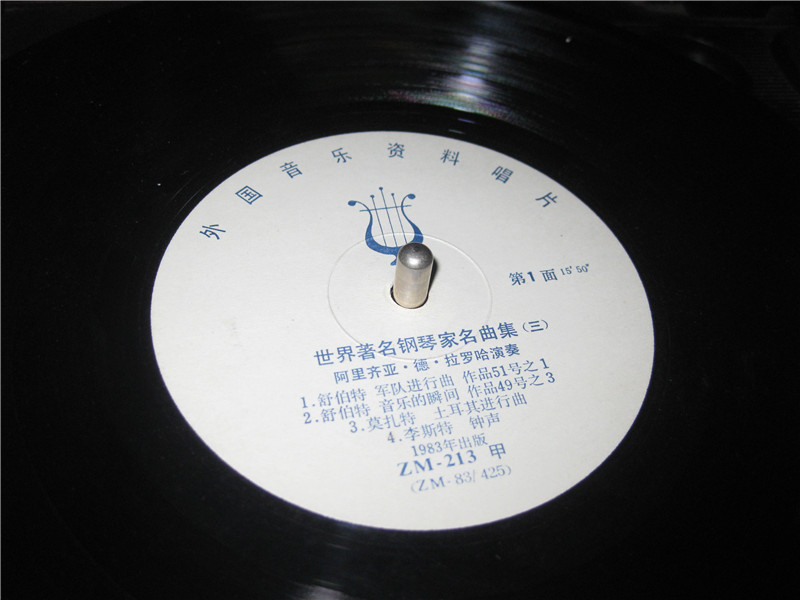 外国音乐资料唱片
第1面 15′50″
世界著名钢琴家名曲集(三)
阿里齐亚·德·拉罗哈演奏
1.舒伯特 军队进行曲 作品51号之1
2.舒伯特 音乐的瞬间 作品49号之3
3.莫扎特 土耳其进行曲
4.李斯特 钟声
1983年出版
ZM-213 甲
(ZM-83/425)